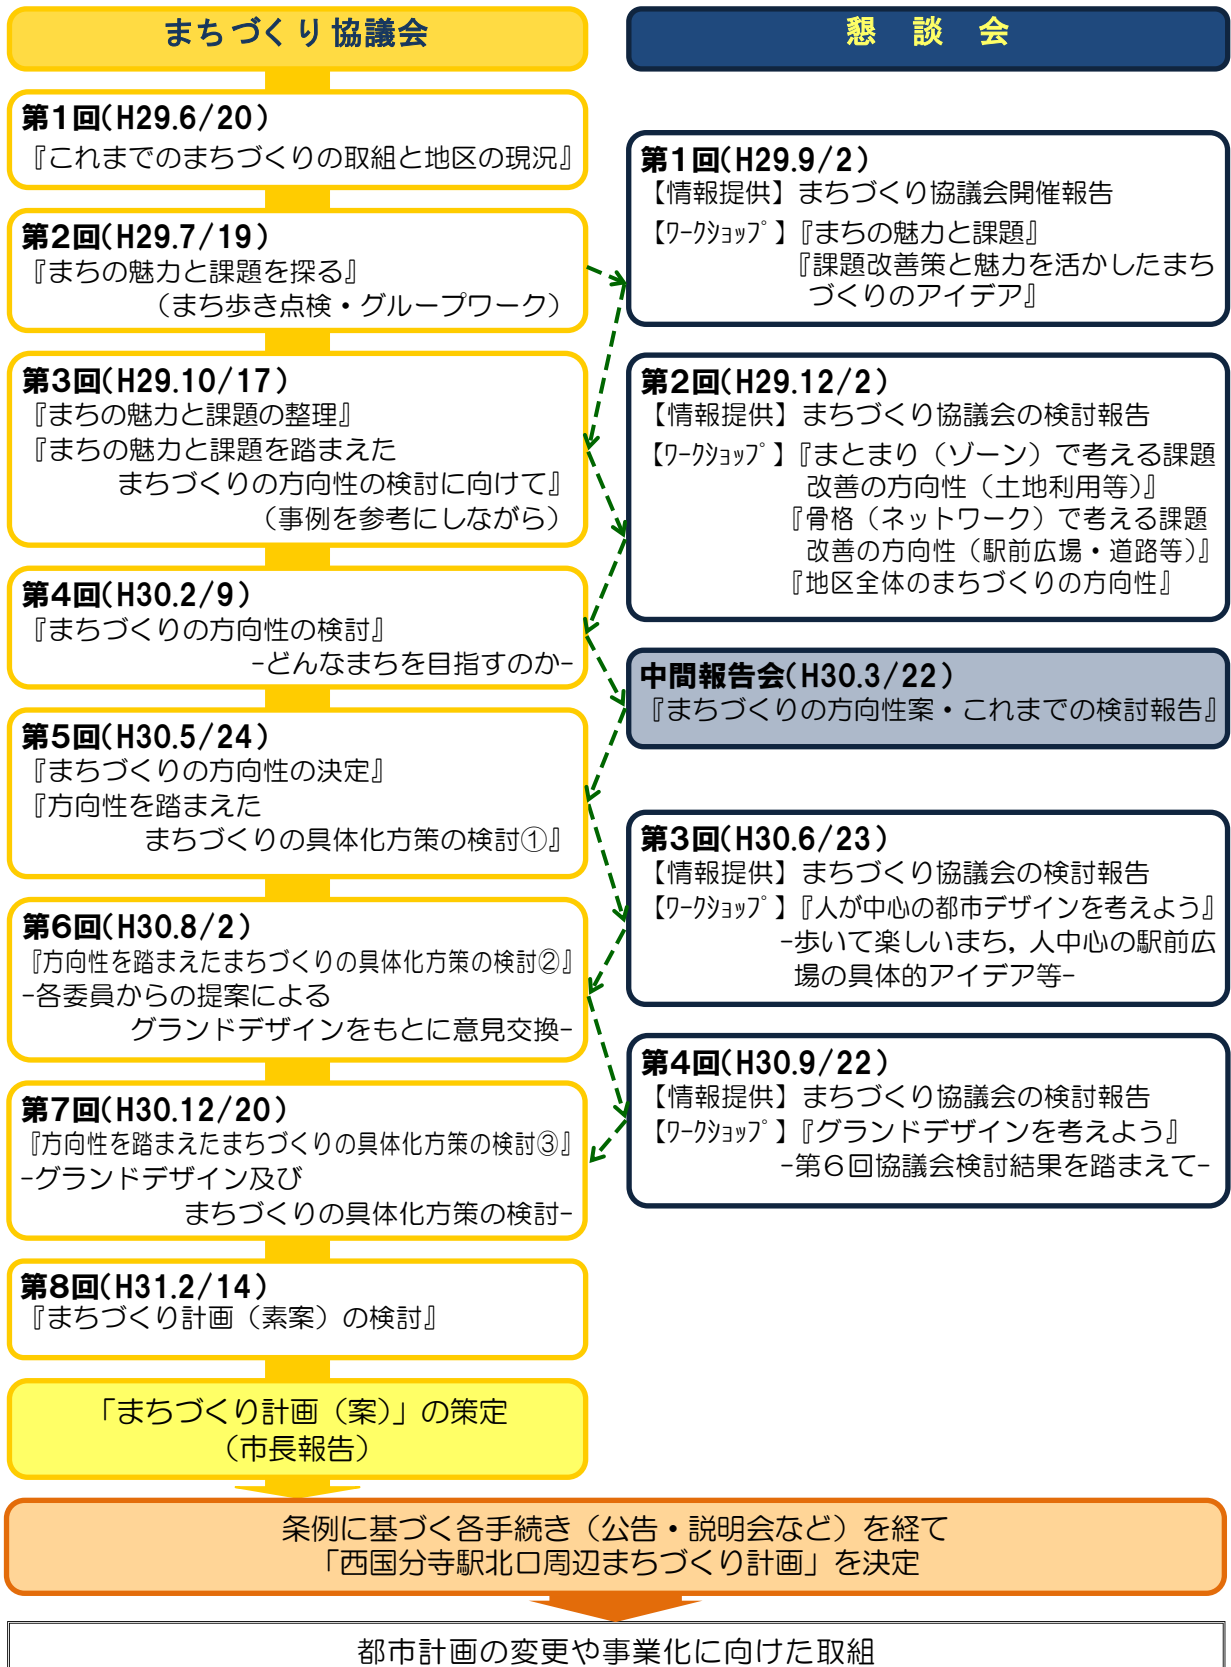 まちづくり協議会
第1回(H29.6/20)
『これまでのまちづくりの取組と地区の現況』
第2回(H29.7/19)
『まちの魅力と課題を探る』
（まち歩き点検・グループワーク）
第3回(H29.10/17)
『まちの魅力と課題の整理』
『まちの魅力と課題を踏まえた
まちづくりの方向性の検討に向けて』
（事例を参考にしながら）
第4回(H30.2/9)
『まちづくりの方向性の検討』
-どんなまちを目指すのか-
第5回(H30.5/24)
『まちづくりの方向性の決定』
『方向性を踏まえた
まちづくりの具体化方策の検討①』
第6回(H30.8/2)
『方向性を踏まえたまちづくりの具体化方策の検討②』
-各委員からの提案による
グランドデザインをもとに意見交換-
第7回(H30.12/20)
『方向性を踏まえたまちづくりの具体化方策の検討③』
-グランドデザイン及び
まちづくりの具体化方策の検討-
第8回(H31.2/14)
『まちづくり計画（素案）の検討』
「まちづくり計画（案）」の策定
（市長報告）
懇 談 会
第1回(H29.9/2)
【情報提供】まちづくり協議会開催報告
【ﾜｰｸｼｮｯﾌﾟ】『まちの魅力と課題』
『課題改善策と魅力を活かしたまち
づくりのアイデア』
第2回(H29.12/2)
【情報提供】まちづくり協議会の検討報告
【ﾜｰｸｼｮｯﾌﾟ】『まとまり（ゾーン）で考える課題
改善の方向性（土地利用等）』
『骨格（ネットワーク）で考える課題
改善の方向性（駅前広場・道路等）』
『地区全体のまちづくりの方向性』
中間報告会(H30.3/22)
『まちづくりの方向性案・これまでの検討報告』
第3回(H30.6/23)
【情報提供】まちづくり協議会の検討報告
【ﾜｰｸｼｮｯﾌﾟ】『人が中心の都市デザインを考えよう』
-歩いて楽しいまち，人中心の駅前広
場の具体的アイデア等-
第4回(H30.9/22)
【情報提供】まちづくり協議会の検討報告
【ﾜｰｸｼｮｯﾌﾟ】『グランドデザインを考えよう』
-第６回協議会検討結果を踏まえて-
条例に基づく各手続き（公告・説明会など）を経て
「西国分寺駅北口周辺まちづくり計画」を決定
都市計画の変更や事業化に向けた取組